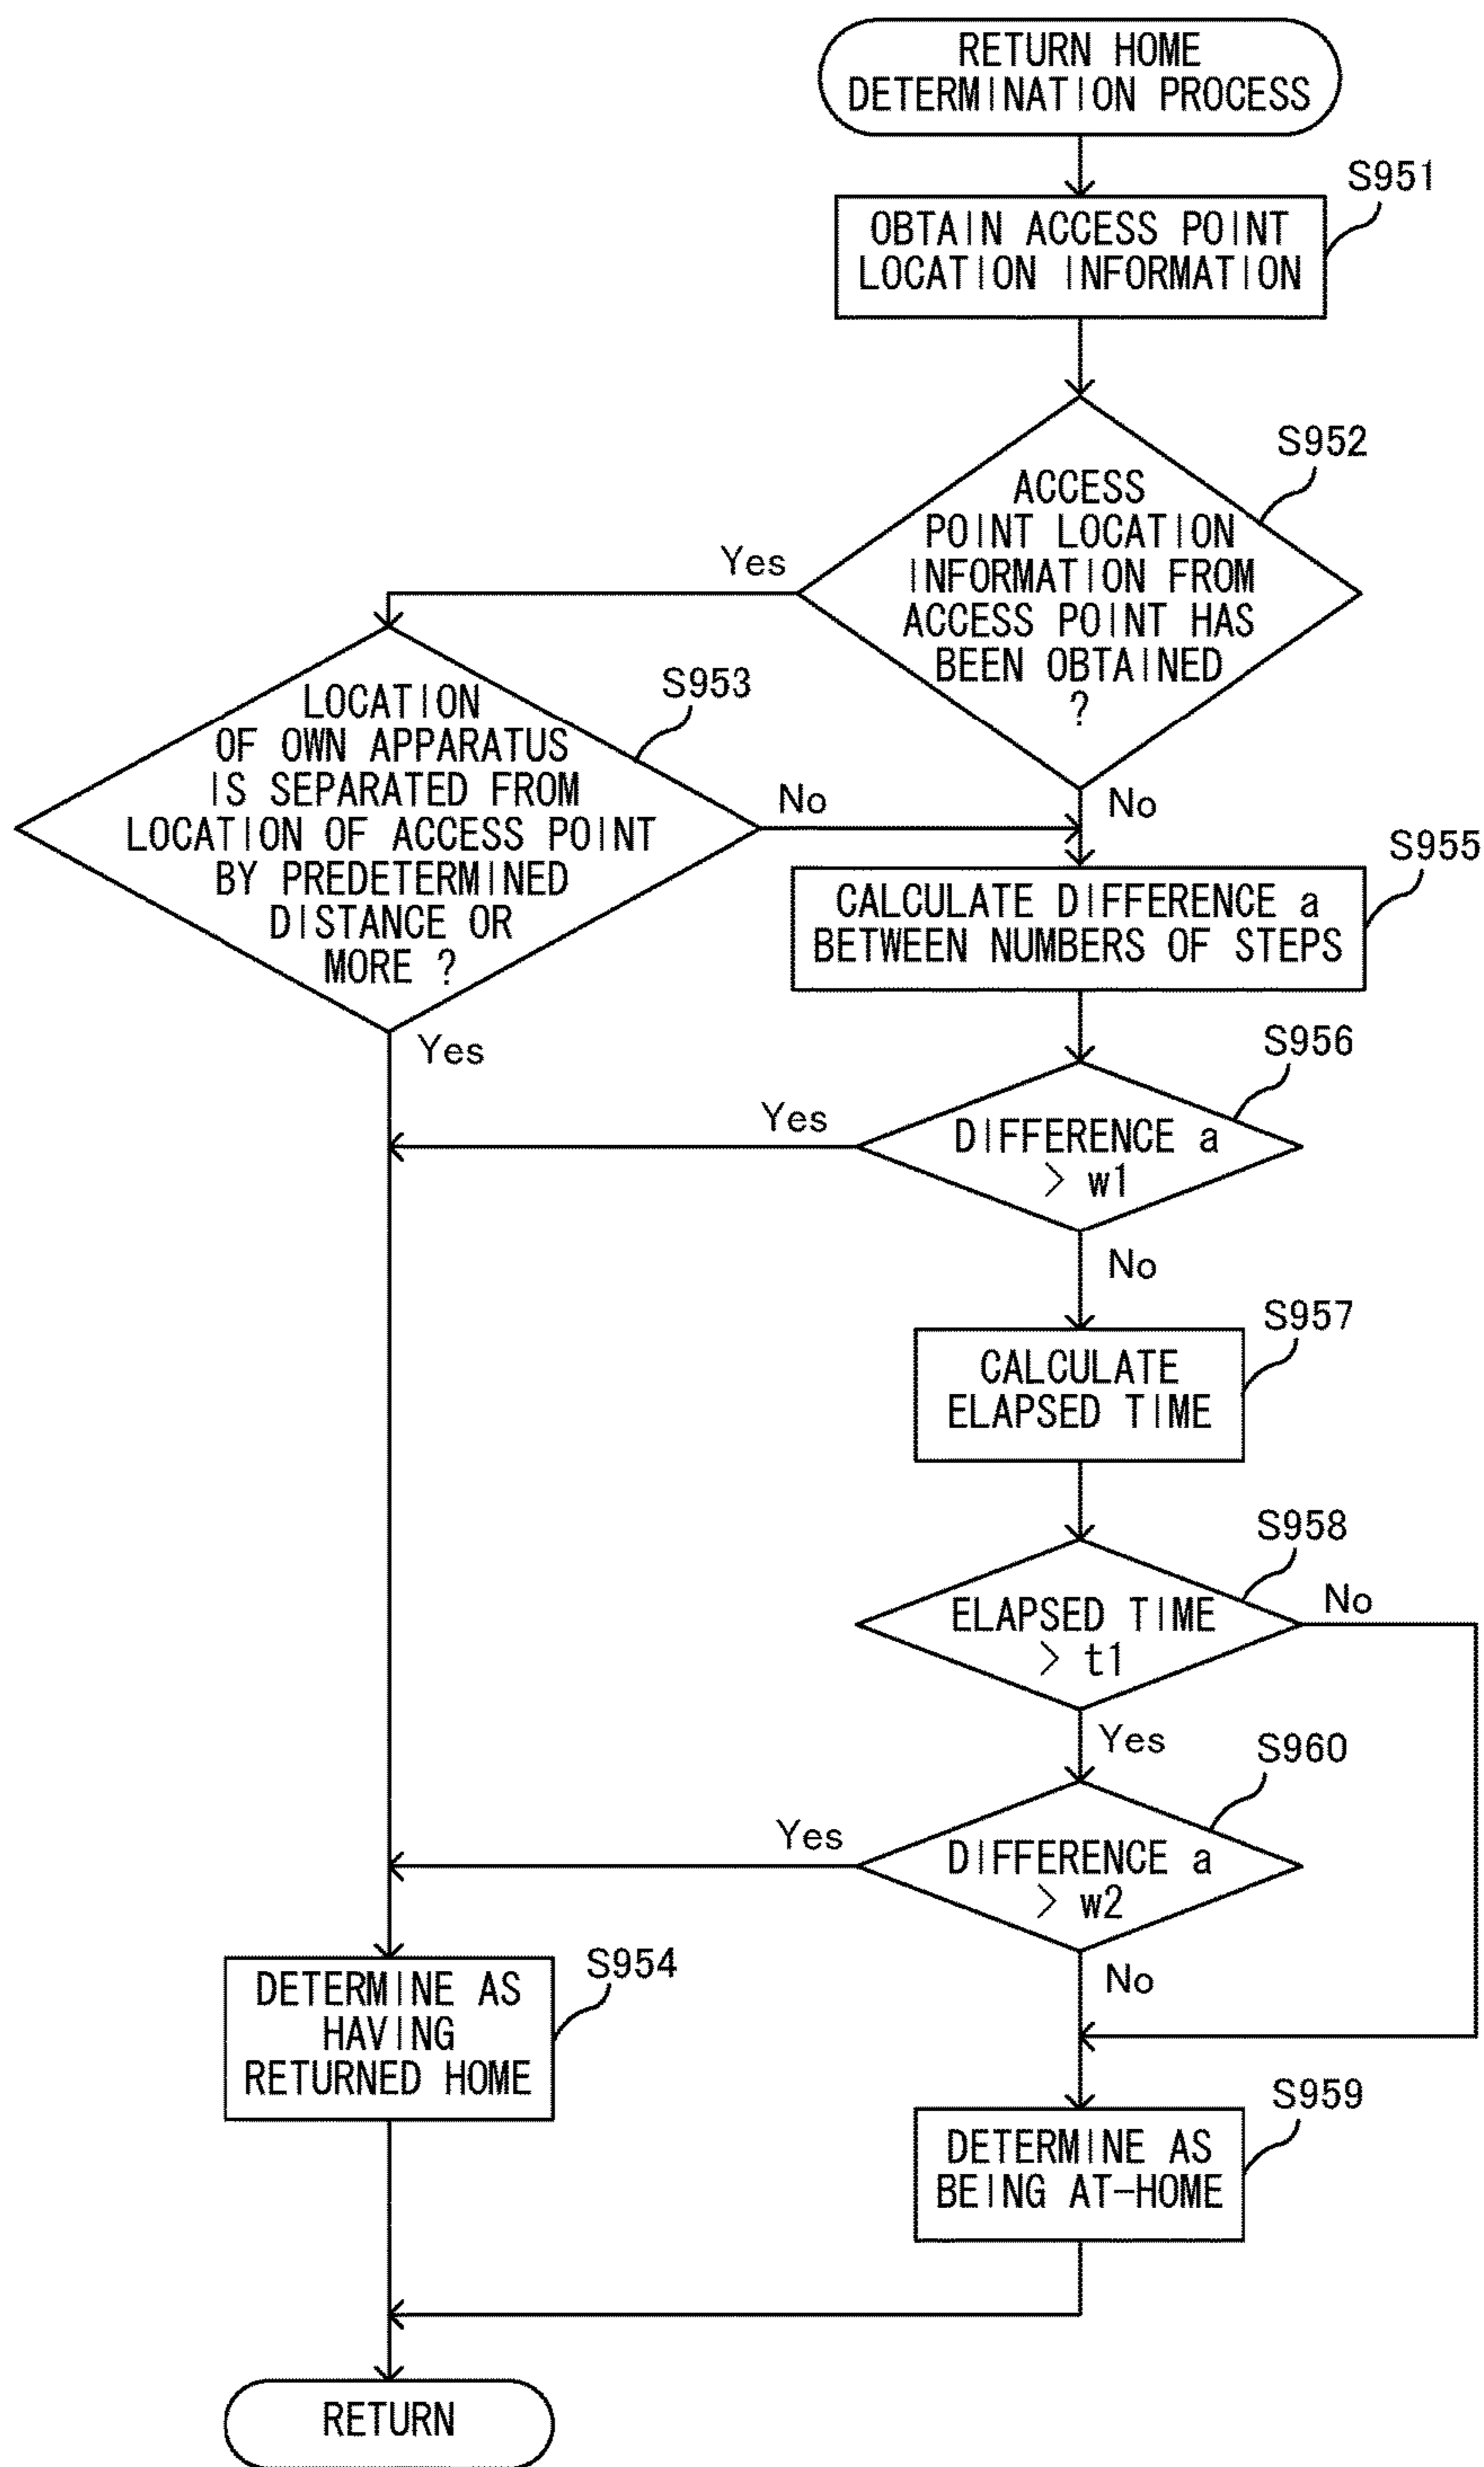 RETURN HOME
DETERMINATION PROCESS
S951
OBTAIN ACCESS POINT
LOCATION INFORMATION
S952
ACCESS
POINT LOCATION
INFORMATION FROM
ACCESS POINT HAS
BEEN OBTAINED
?
Yes
No
S953
LOCATION
OF OWN APPARATUS
IS SEPARATED FROM
LOCATION OF ACCESS POINT
BY PREDETERMINED
DISTANCE OR
MORE ?
No
Yes
S955
CALCULATE DIFFERENCE a
BETWEEN NUMBERS OF STEPS
S956
DIFFERENCE a
> w1
Yes
No
S957
CALCULATE
ELAPSED TIME
S958
ELAPSED TIME
> t1
No
Yes
S960
DIFFERENCE a
> w2
Yes
No
S954
DETERMINE AS
HAVING
RETURNED HOME
S959
DETERMINE AS
BEING AT-HOME
RETURN